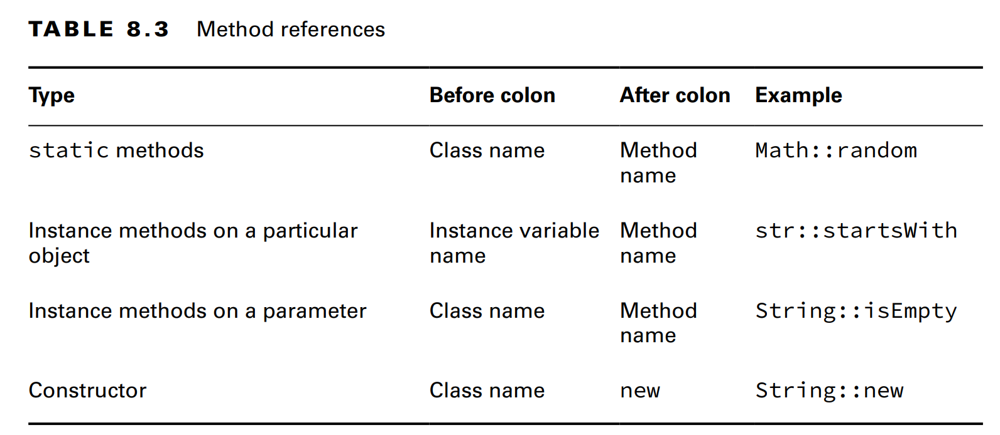 TABLE 8.3 Method references
Type Before colon After colon Example
static methods Class name Method name Math::random
Instance methods on a particular object Instance variable name Method name str::startsWith
Instance methods on a parameter Class name Method name String::isEmpty
Constructor Class name new String::new